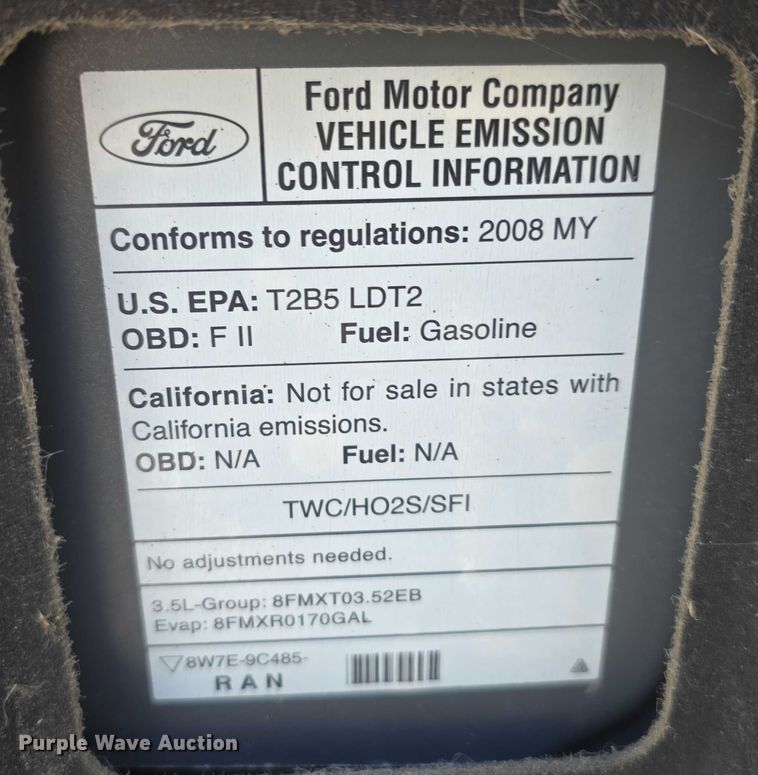 Ford
Ford Motor Company
VEHICLE EMISSION
CONTROL INFORMATION
Conforms to regulations: 2008 MY
U.S. EPA: T2B5 LDT2
OBD: F II Fuel: Gasoline
California: Not for sale in states with
California emissions.
OBD: N/A Fuel: N/A
TWC/HO2S/SFI
No adjustments needed.
3.5L-Group: 8FMXT03.52EB
Evap: 8FMXR0170GAL
8W7E-9C485-
RAN
Purple Wave Auction